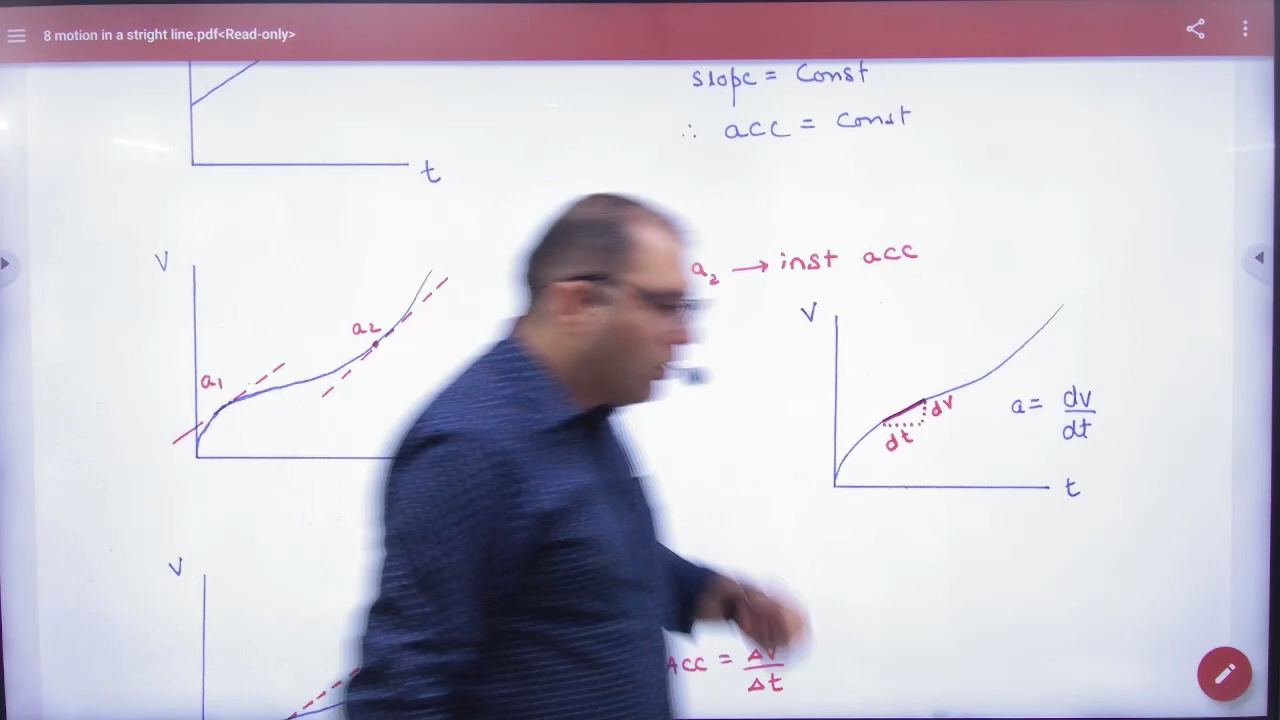 8 motion in a stright line.pdf<Read-only>
slope = Const
∴ acc = const
t
V
a1
a2
a2 → inst acc
V
dv
dt
a = dv/dt
t
V
Acc = Δv/Δt